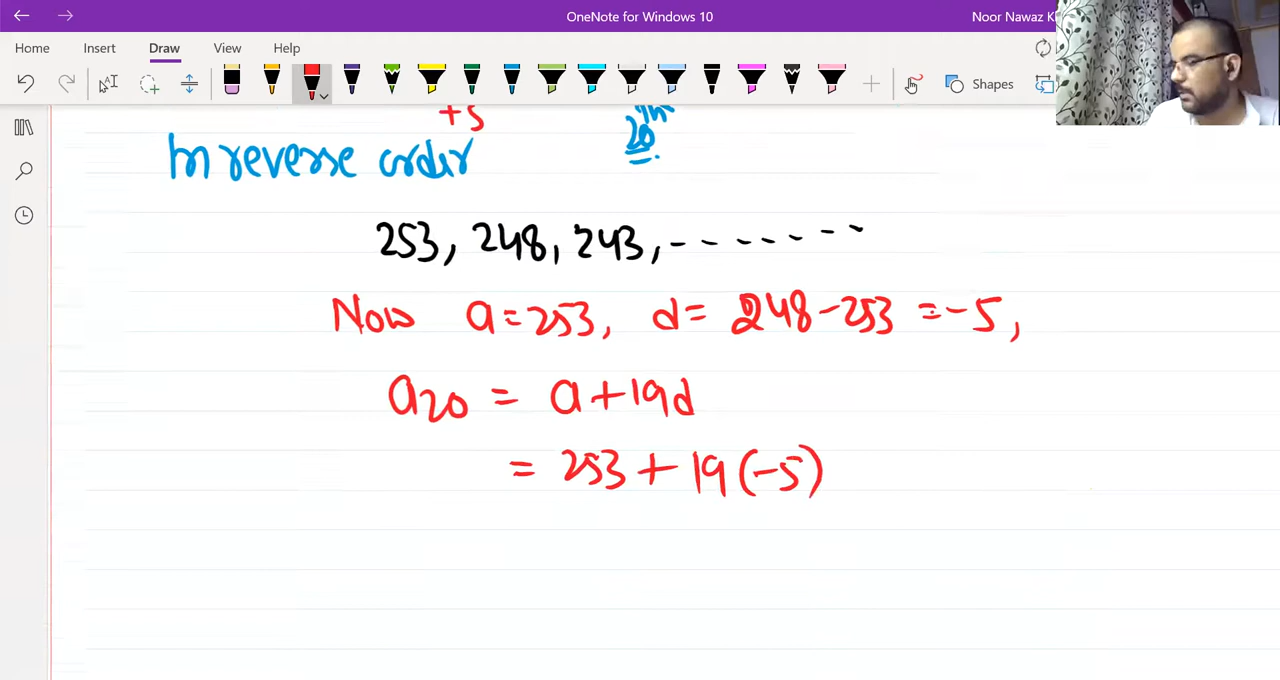 OneNote for Windows 10
Noor Nawaz K
Home Insert Draw View Help
Shapes
+5
20th
In reverse order
253, 248, 243, - - - - - - - -
Now a=253, d= 248-253 =-5,
a20 = a+19d
= 253 + 19(-5)